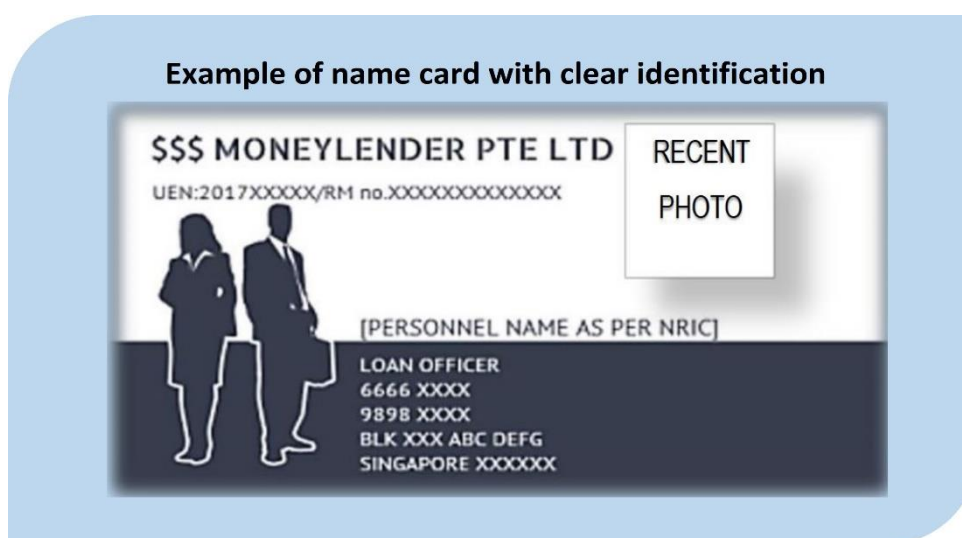 Example of name card with clear identification
$$$ MONEYLENDER PTE LTD
RECENT
PHOTO
UEN:2017XXXXX/RM no.XXXXXXXXXXXXX
[PERSONNEL NAME AS PER NRIC]
LOAN OFFICER
6666 XXXX
9898 XXXX
BLK XXX ABC DEFG
SINGAPORE XXXXXX